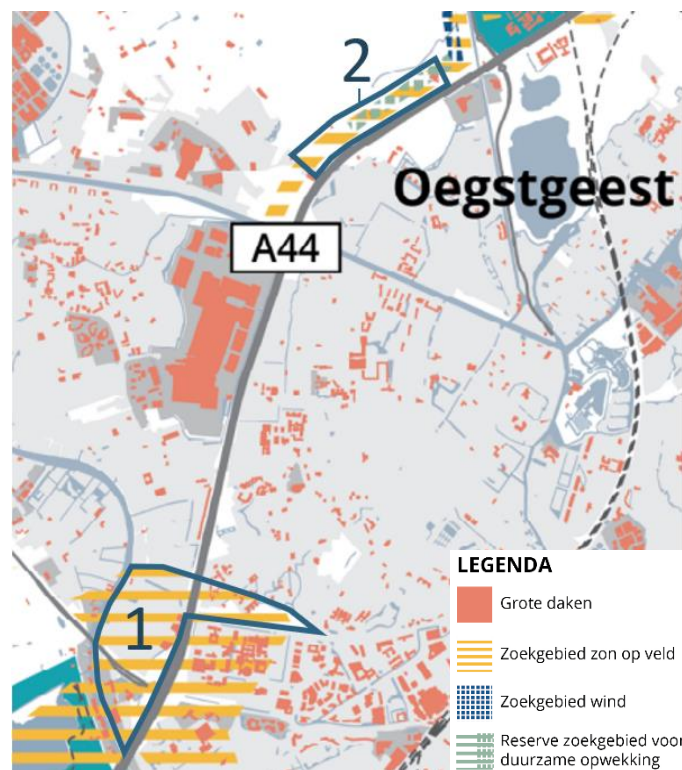 2
Oegstgeest
A44
1
LEGENDA
Grote daken
Zoekgebied zon op veld
Zoekgebied wind
Reserve zoekgebied voor
duurzame opwekking